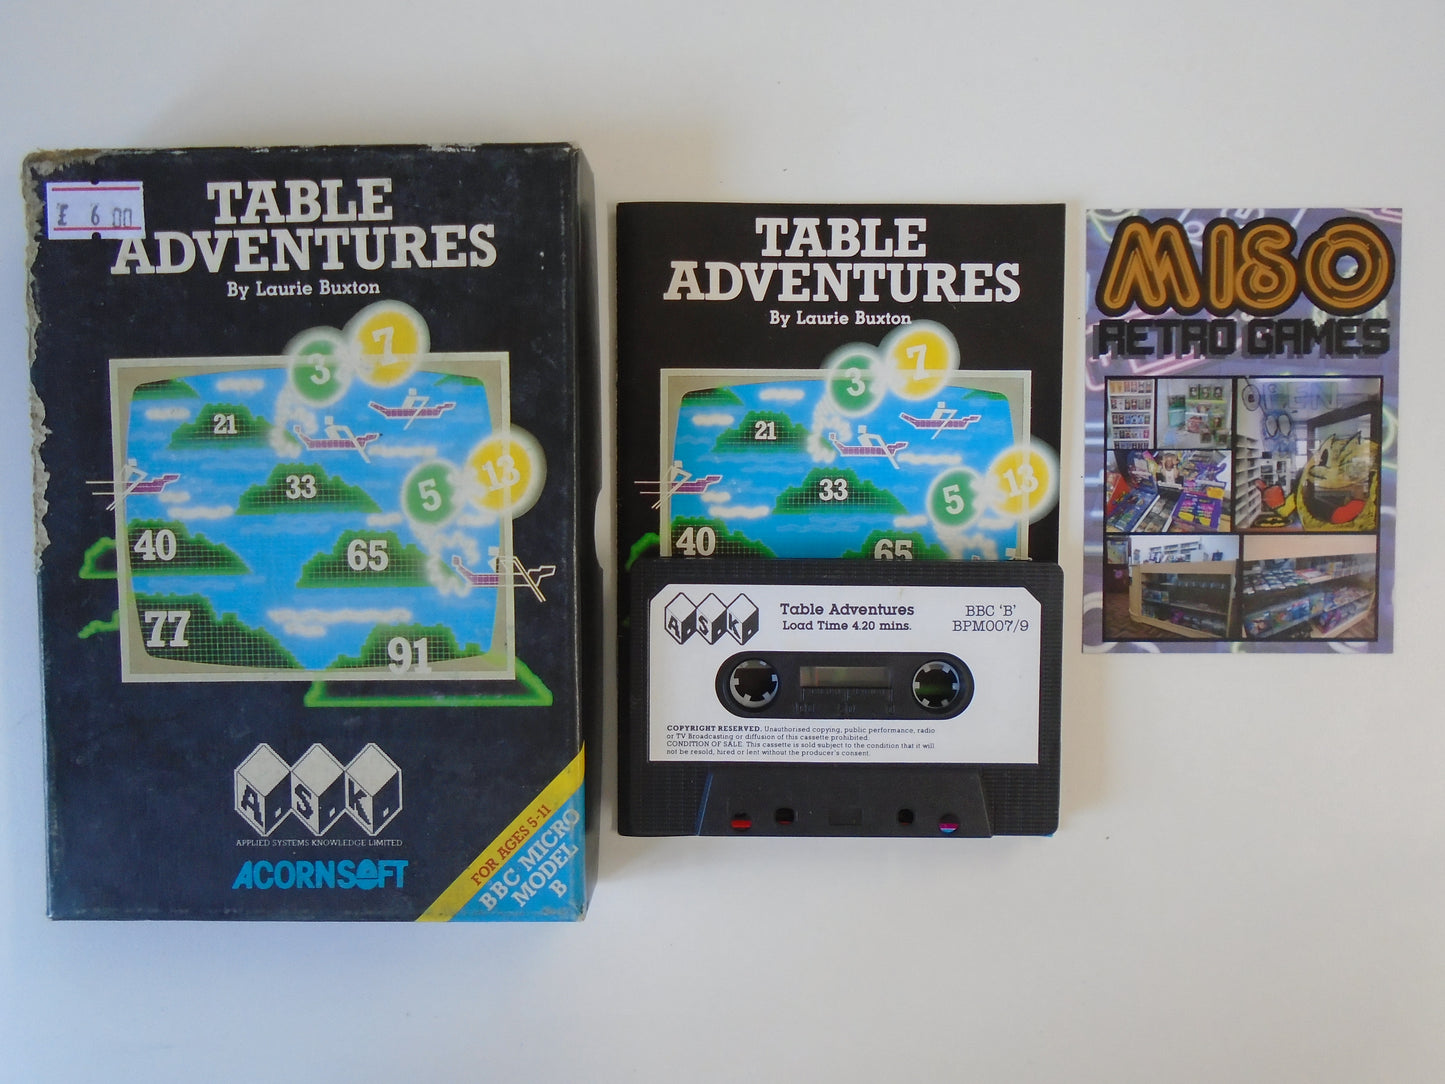 £ 6.00
TABLE
ADVENTURES
By Laurie Buxton
3
7
21
33
5
13
40
65
77
91
A.S.K.
APPLIED SYSTEMS KNOWLEDGE LIMITED
ACORNSOFT
FOR AGES 5-11
BBC MICRO
MODEL
B
TABLE
ADVENTURES
By Laurie Buxton
3
7
21
33
5
13
40
65
A.S.K.
Table Adventures
Load Time 4.20 mins.
BBC 'B'
BPM007/9
100 50 0
COPYRIGHT RESERVED. Unauthorised copying, public performance, radio
or TV Broadcasting or diffusion of this cassette prohibited.
CONDITION OF SALE: This cassette is sold subject to the condition that it will
not be resold, hired or lent without the producer's consent.
MISO
RETRO GAMES